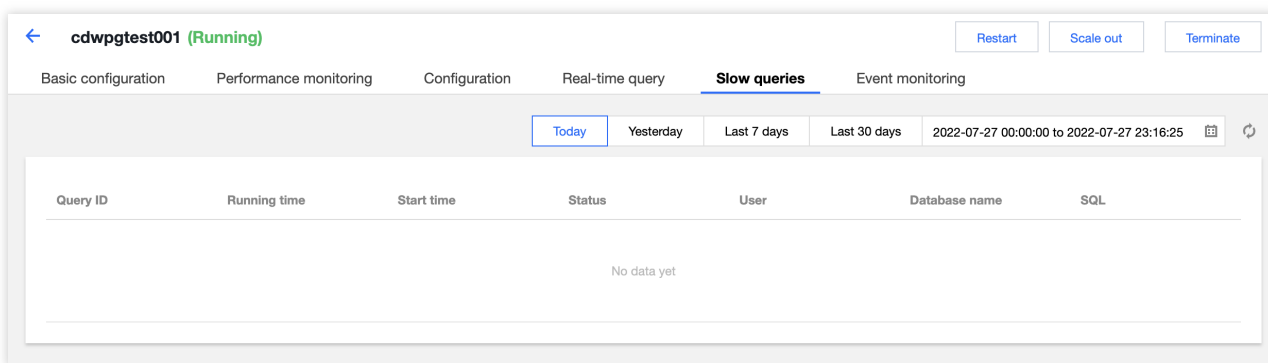 cdwpgtest001 (Running)
Restart
Scale out
Terminate
Basic configuration
Performance monitoring
Configuration
Real-time query
Slow queries
Event monitoring
Today
Yesterday
Last 7 days
Last 30 days
2022-07-27 00:00:00 to 2022-07-27 23:16:25
Query ID
Running time
Start time
Status
User
Database name
SQL
No data yet